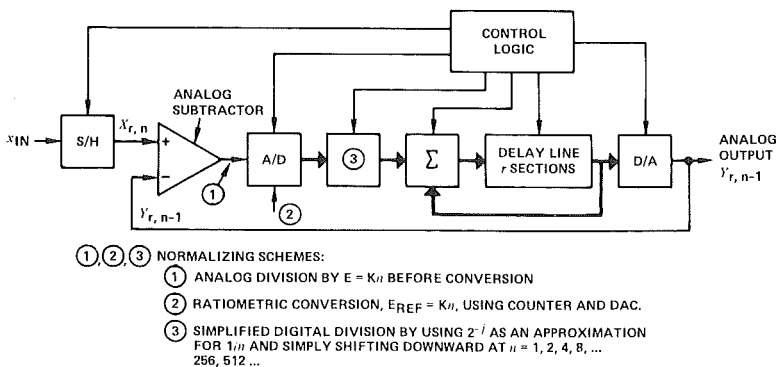 CONTROL
LOGIC
ANALOG
SUBTRACTOR
xIN
S/H
Xr, n
+
−
A/D
3
Σ
DELAY LINE
r SECTIONS
D/A
ANALOG
OUTPUT
Yr, n-1
1
2
Yr, n-1
1, 2, 3 NORMALIZING SCHEMES:
1 ANALOG DIVISION BY E = Kn BEFORE CONVERSION
2 RATIOMETRIC CONVERSION, EREF = Kn, USING COUNTER AND DAC.
3 SIMPLIFIED DIGITAL DIVISION BY USING 2-j AS AN APPROXIMATION
FOR 1in AND SIMPLY SHIFTING DOWNWARD AT n = 1, 2, 4, 8, ...
256, 512 ...